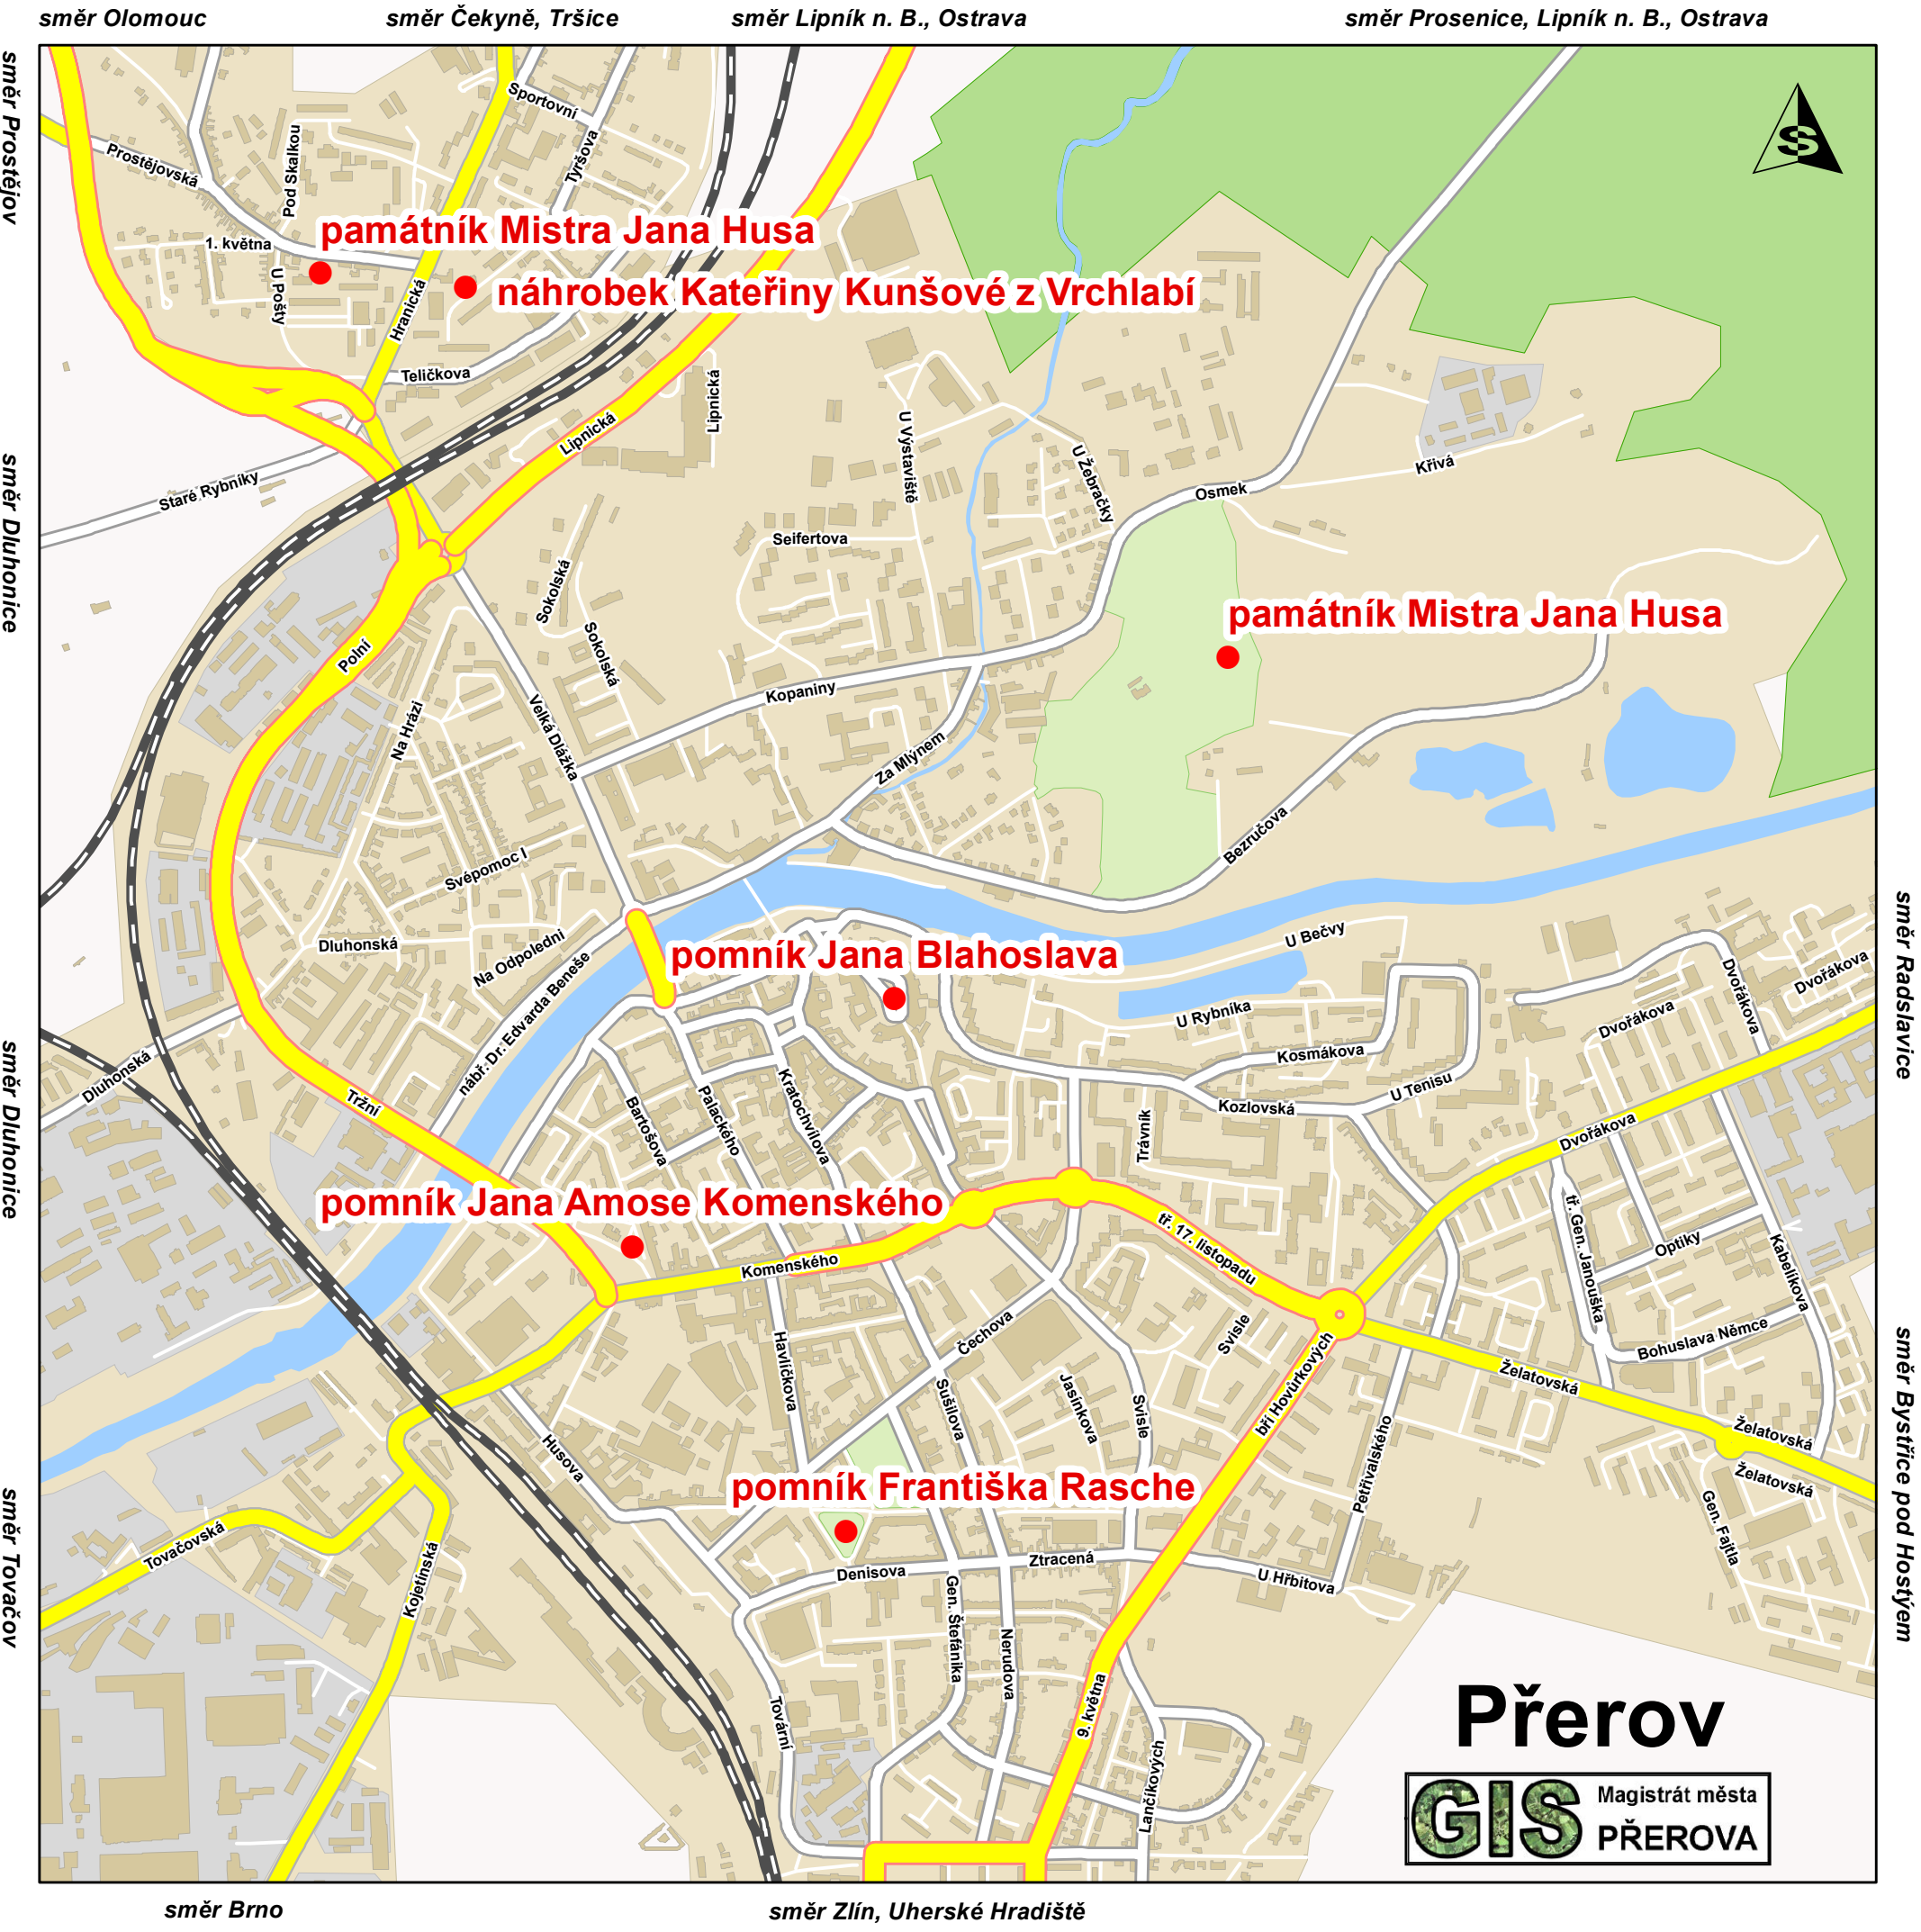 směr Olomouc
směr Čekyně, Tršice
směr Lipník n. B., Ostrava
směr Prosenice, Lipník n. B., Ostrava
směr Prostějov
směr Dluhonice
směr Dluhonice
směr Tovačov
směr Radslavice
směr Bystřice pod Hostýem
S
Sportovní
Prostějovská
Pod Skalkou
Tyršova
památník Mistra Jana Husa
1. května
U Pošty
náhrobek Kateřiny Kunšové z Vrchlabí
Hranická
Teličkova
Lipnická
Lipnická
U Výstaviště
U Žebračky
Křivá
Staré Rybníky
Osmek
Seifertova
Sokolská
Sokolská
památník Mistra Jana Husa
Polní
Kopaniny
Velká Dlážka
Na Hrázi
Za Mlýnem
Bezručova
Svépomoc I
Dluhonská
Na Odpoledni
pomník Jana Blahoslava
U Bečvy
Dvořákova
Dvořákova
Dvořákova
nábř. Dr. Edvarda Beneše
U Rybníka
Kosmákova
Dluhonská
Tržní
U Tenisu
Kozlovská
Bartošova
Palackého
Kratochvílova
Trávník
Dvořákova
pomník Jana Amose Komenského
tř. 17. listopadu
tř. Gen. Janouška
Optiky
Kabelíkova
Komenského
Čechova
Svisle
Havlíčkova
Bohuslava Němce
bří Hovůrkových
Želatovská
Sušilova
Jasínkova
Svisle
Husova
Petřivalského
Želatovská
Želatovská
pomník František Rasche
Gen. Fajtla
Tovačovská
Kojetínská
Denisova
Ztracená
U Hřbitova
Gen. Štefánika
Nerudova
Tovární
9. května
Lančíkových
Přerov
GIS
Magistrát města
PŘEROVA
směr Brno
směr Zlín, Uherské Hradiště